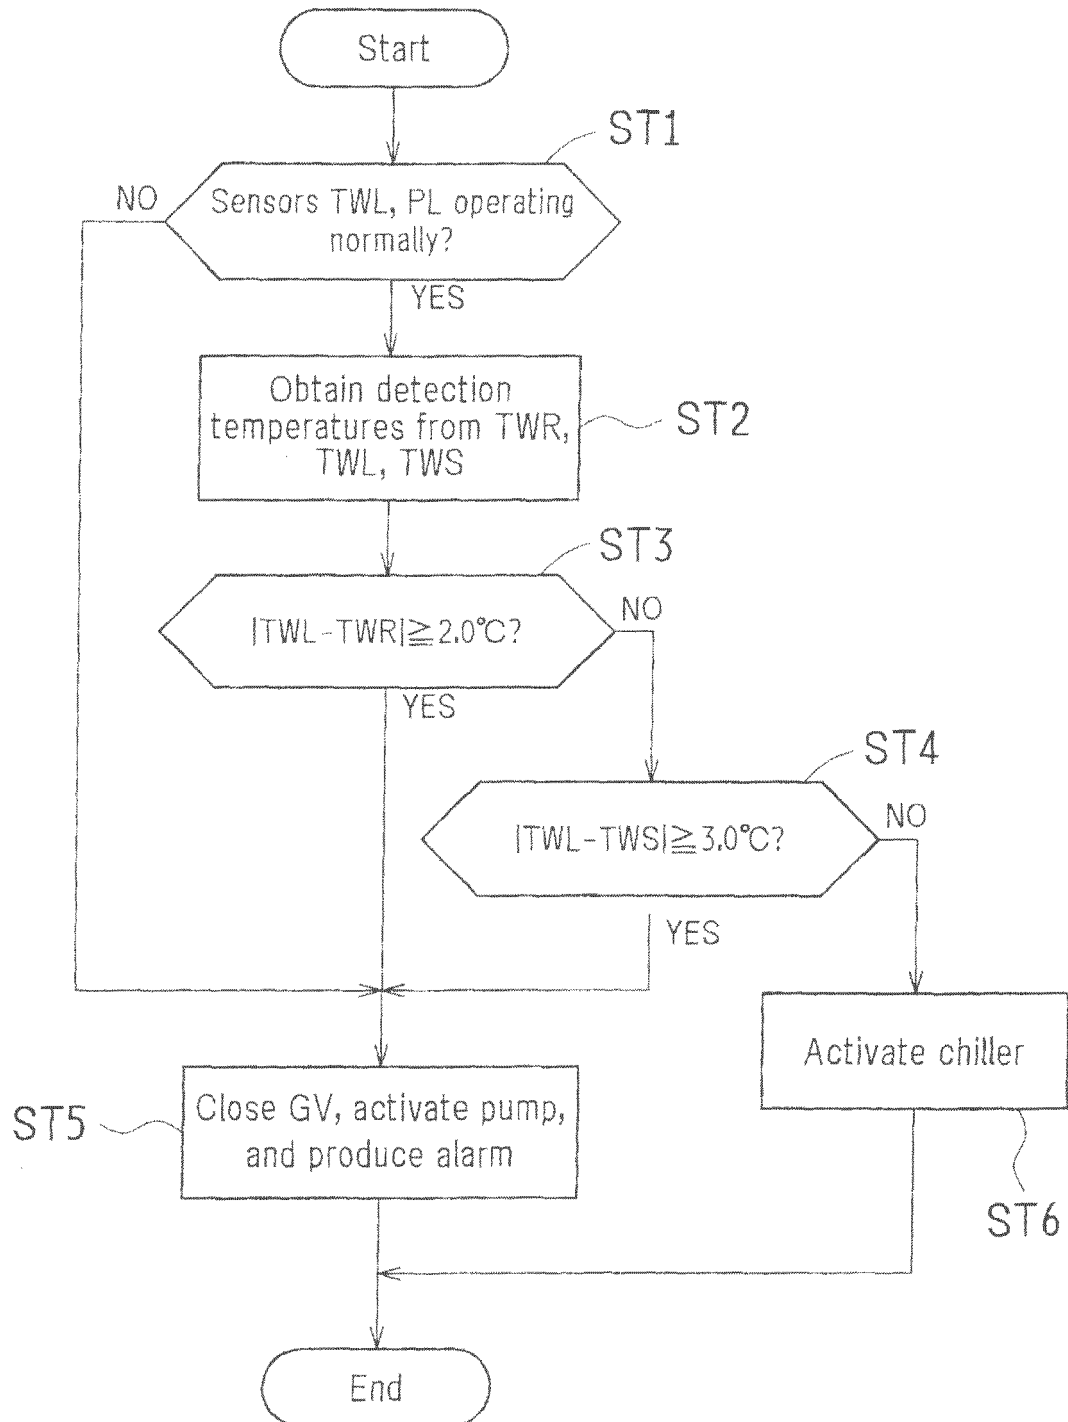 Start
ST1
NO
Sensors TWL, PL operating
normally?
YES
Obtain detection
temperatures from TWR,
TWL, TWS
ST2
ST3
|TWL-TWR|≧2.0℃?
NO
YES
ST4
|TWL-TWS|≧3.0℃?
NO
YES
Activate chiller
ST5
Close GV, activate pump,
and produce alarm
ST6
End